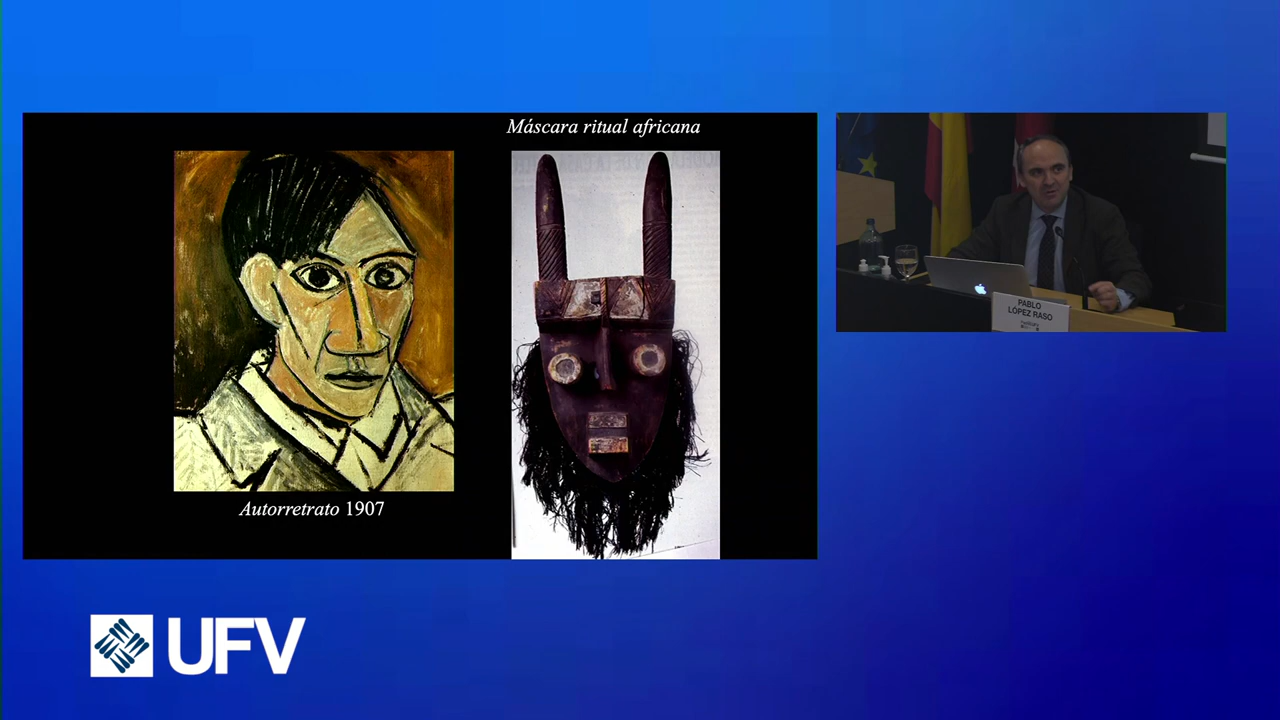 Máscara ritual africana
Autorretrato 1907
PABLO
LÓPEZ RASO
UFV